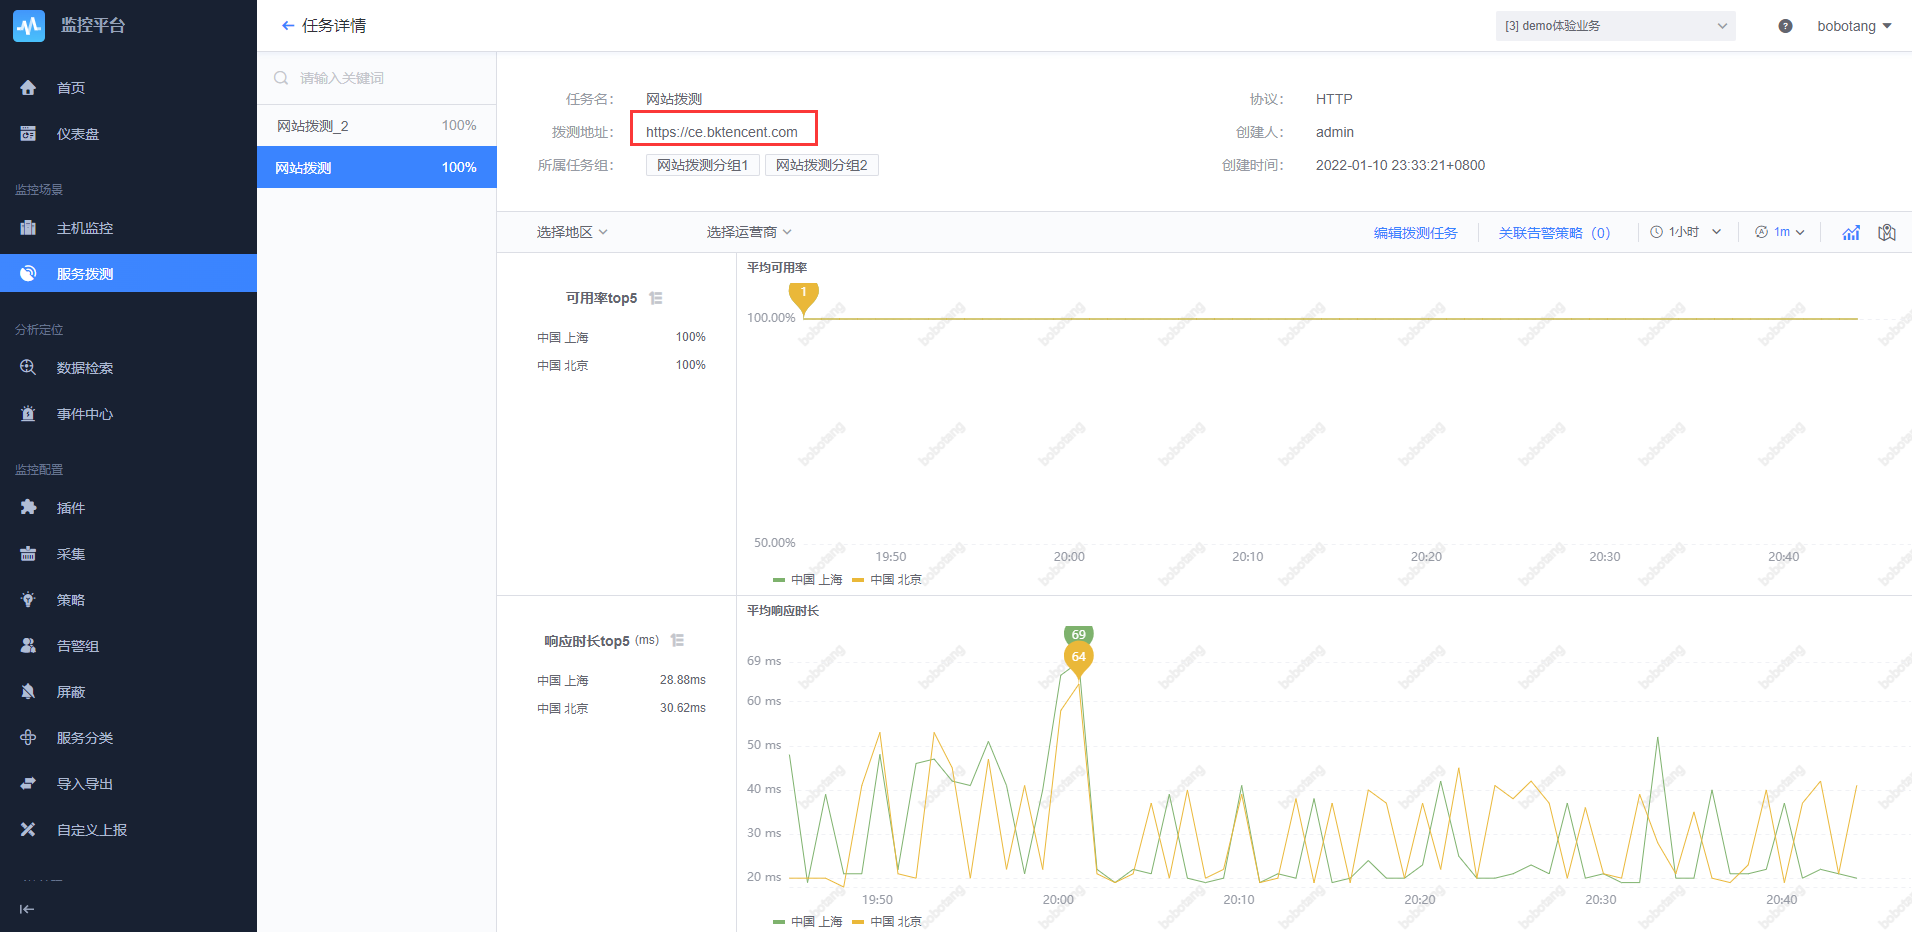 监控平台
首页
仪表盘
监控场景
主机监控
服务拨测
分析定位
数据检索
事件中心
监控配置
插件
采集
策略
告警组
屏蔽
服务分类
导入导出
自定义上报
任务详情
[3] demo体验业务
bobotang
请输入关键词
网站拨测_2 100%
网站拨测 100%
任务名： 网站拨测
协议： HTTP
拨测地址： https://ce.bktencent.com
创建人： admin
所属任务组： 网站拨测分组1 网站拨测分组2
创建时间： 2022-01-10 23:33:21+0800
选择地区 选择运营商 编辑拨测任务 关联告警策略（0） 1小时 1m
可用率top5
中国 上海 100%
中国 北京 100%
平均可用率
1
100.00%
50.00%
19:50 20:00 20:10 20:20 20:30 20:40
中国 上海 中国 北京
响应时长top5 (ms)
中国 上海 28.88ms
中国 北京 30.62ms
平均响应时长
69
64
69 ms
60 ms
50 ms
40 ms
30 ms
20 ms
19:50 20:00 20:10 20:20 20:30 20:40
中国 上海 中国 北京